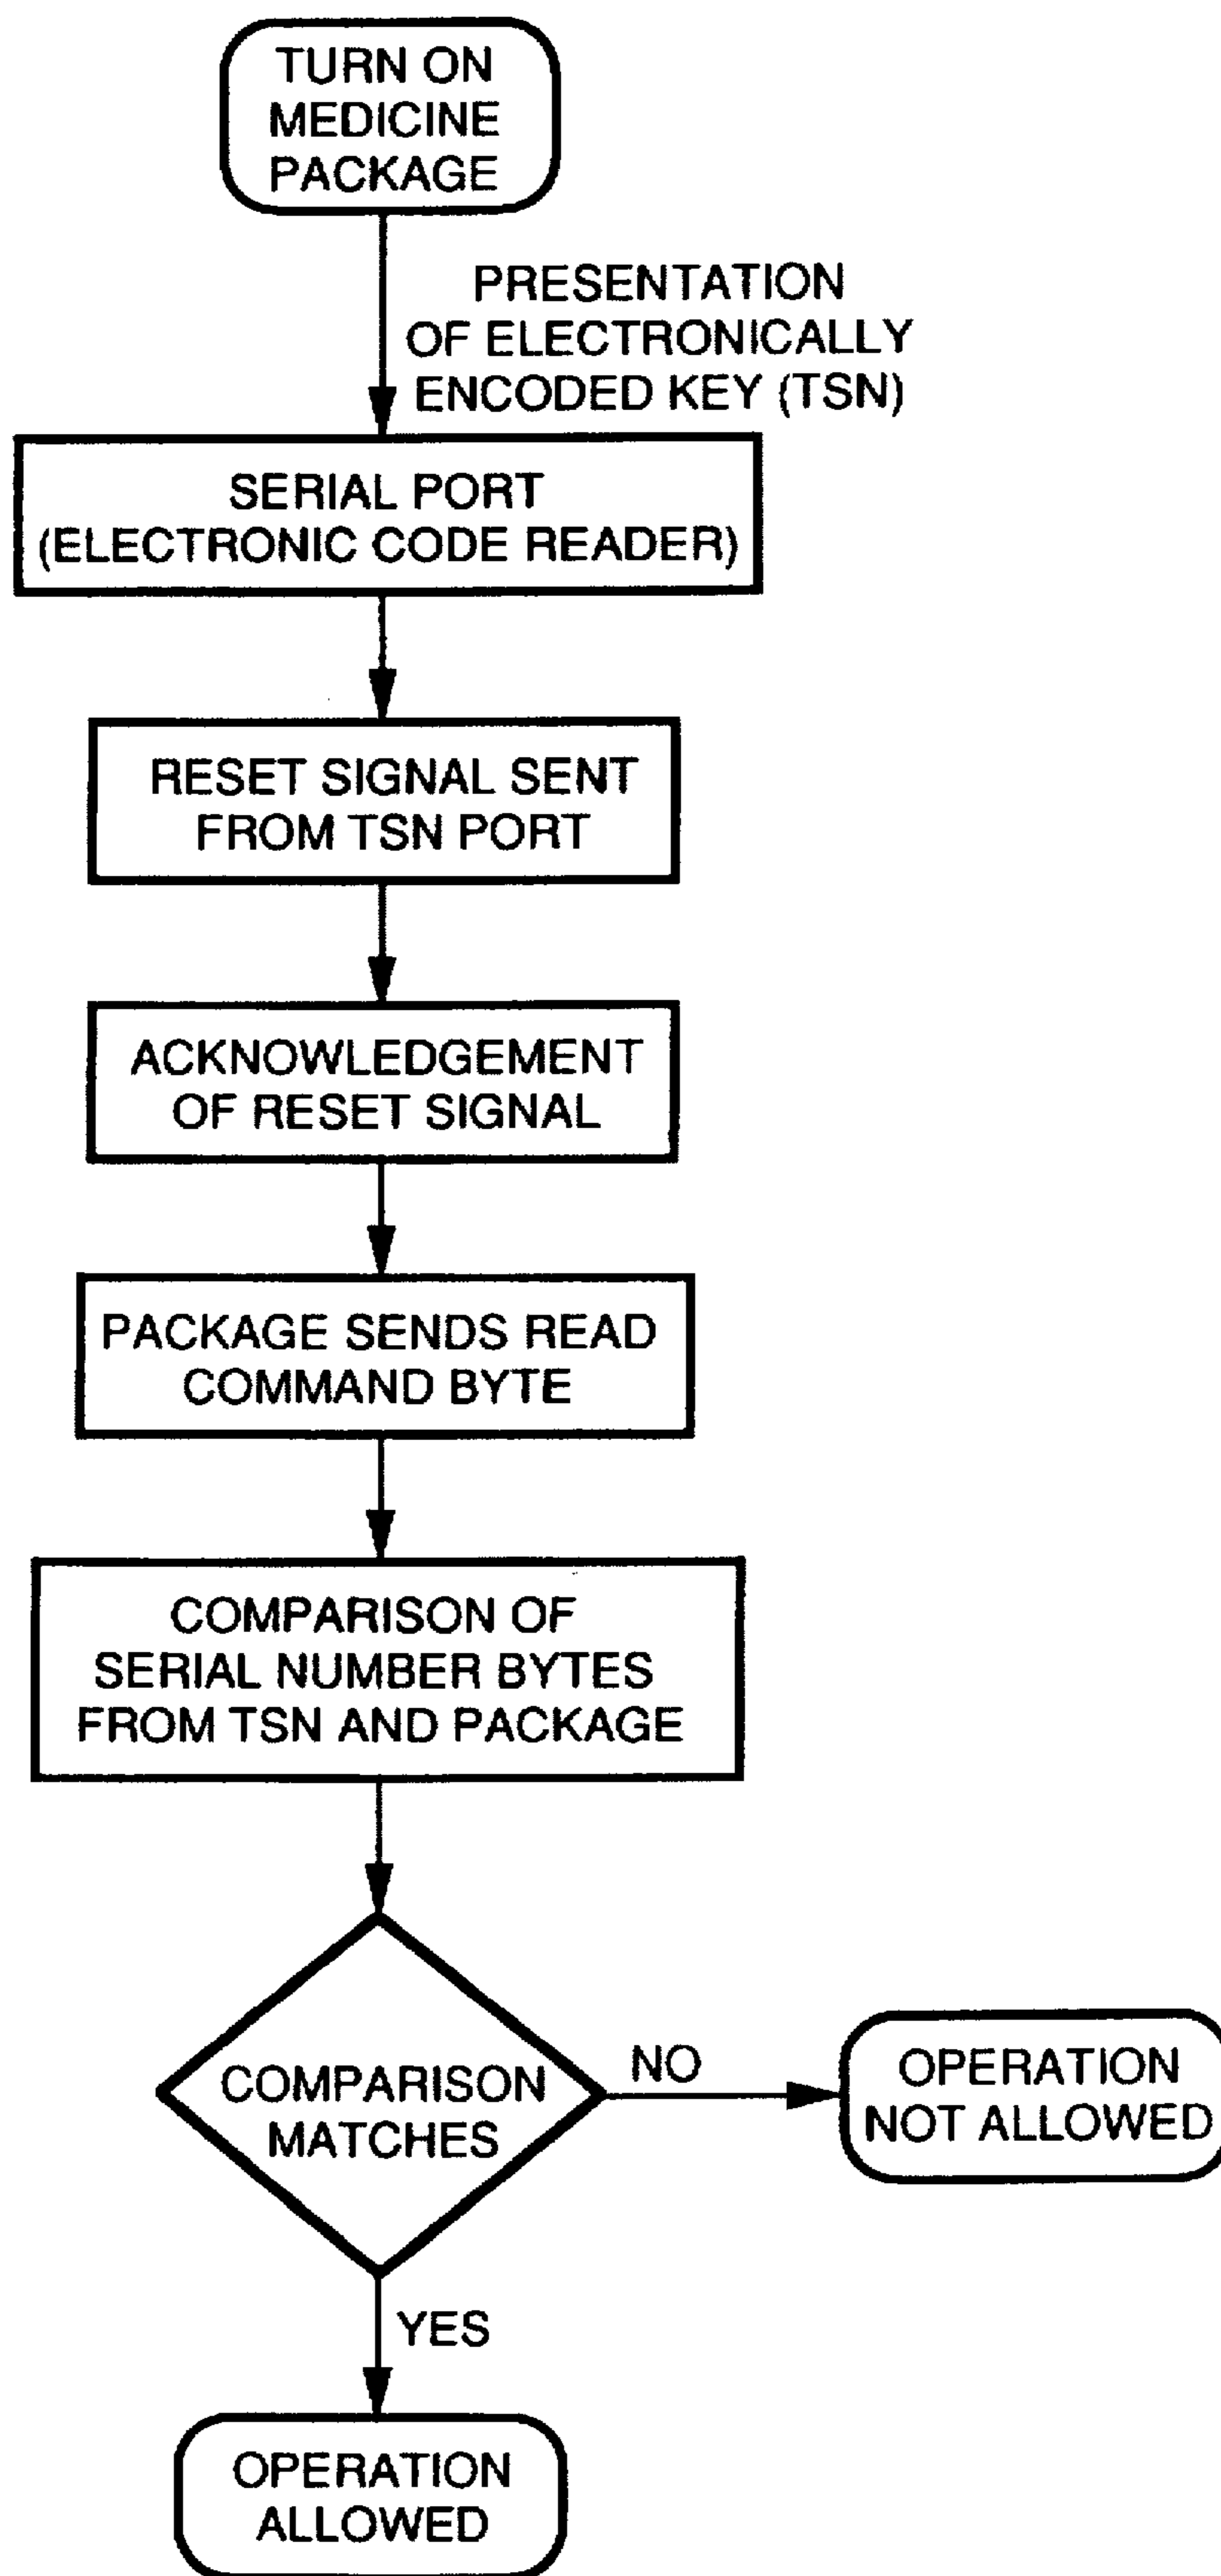 TURN ON
MEDICINE
PACKAGE
PRESENTATION
OF ELECTRONICALLY
ENCODED KEY (TSN)
SERIAL PORT
(ELECTRONIC CODE READER)
RESET SIGNAL SENT
FROM TSN PORT
ACKNOWLEDGEMENT
OF RESET SIGNAL
PACKAGE SENDS READ
COMMAND BYTE
COMPARISON OF
SERIAL NUMBER BYTES
FROM TSN AND PACKAGE
COMPARISON
MATCHES
NO
OPERATION
NOT ALLOWED
YES
OPERATION
ALLOWED